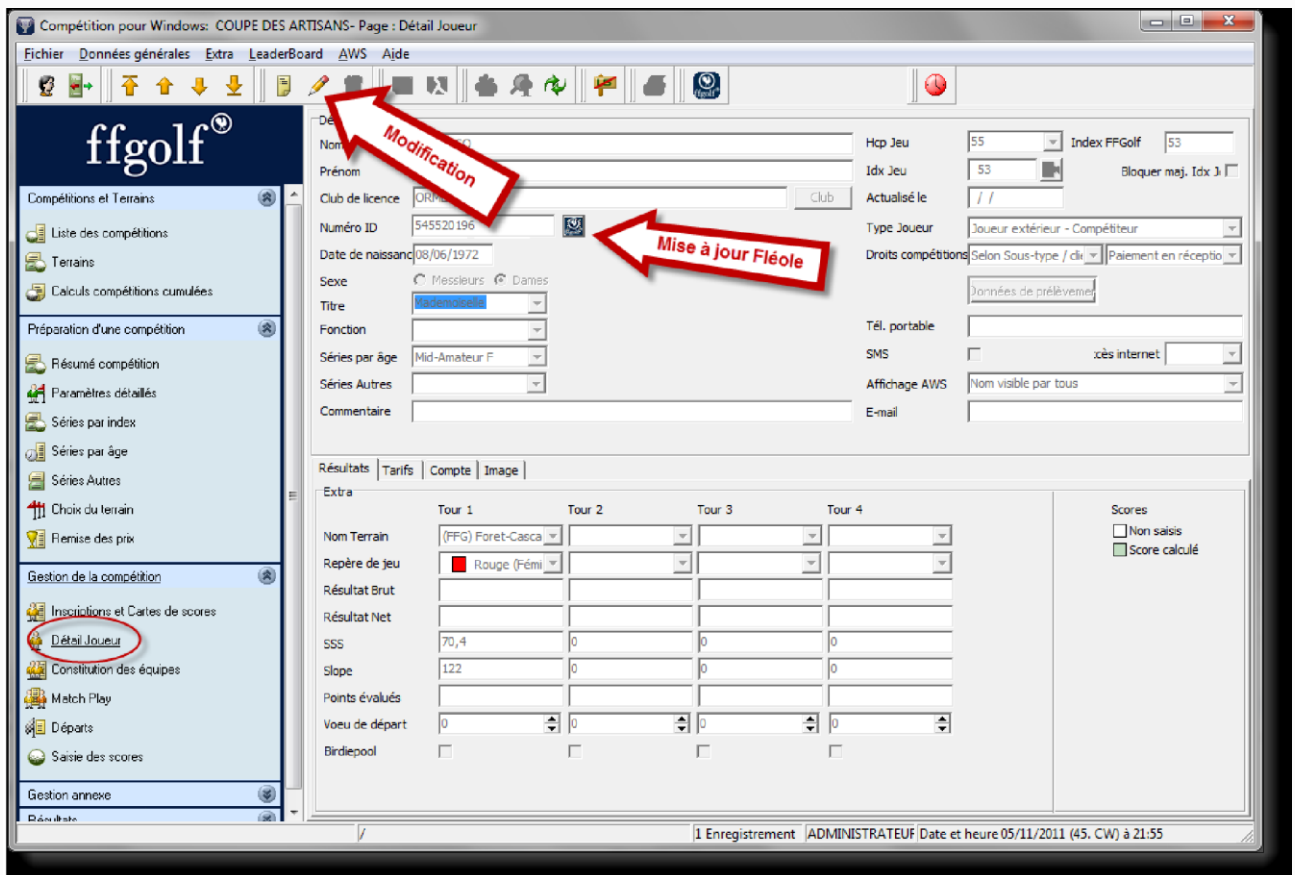 Compétition pour Windows: COUPE DES ARTISANS- Page : Détail Joueur
Fichier Données générales Extra LeaderBoard AWS Aide
ffgolf
ffgolf
Modification
Mise à jour Fléole
Compétitions et Terrains
Liste des compétitions
Terrains
Calculs compétitions cumulées
Préparation d'une compétition
Résumé compétition
Paramètres détaillés
Séries par index
Séries par âge
Séries Autres
Choix du terrain
Remise des prix
Gestion de la compétition
Inscriptions et Cartes de scores
Détail Joueur
Constitution des équipes
Match Play
Départs
Saisie des scores
Gestion annexe
Résultats
Nom
Prénom
Club de licence Club
Numéro ID 545520196
Date de naissanc 08/06/1972
Sexe Messieurs Dames
Titre Mademoiselle
Fonction
Séries par âge Mid-Amateur F
Séries Autres
Commentaire
Hcp Jeu 55 Index FFGolf 53
Idx Jeu 53 Bloquer maj. Idx J
Actualisé le / /
Type Joueur Joueur extérieur - Compétiteur
Droits compétitions Selon Sous-type / clie Paiement en réceptio
Données de prélèvemer
Tél. portable
SMS cès internet
Affichage AWS Nom visible par tous
E-mail
Résultats Tarifs Compte Image
Extra
Tour 1 Tour 2 Tour 3 Tour 4
Nom Terrain (FFG) Foret-Casca
Repère de jeu Rouge (Fémi
Résultat Brut
Résultat Net
SSS 70,4 0 0 0
Slope 122 0 0 0
Points évalués
Voeu de départ 0 0 0 0
Birdiepool
Scores
Non saisis
Score calculé
/ 1 Enregistrement ADMINISTRATEUF Date et heure 05/11/2011 (45. CW) à 21:55